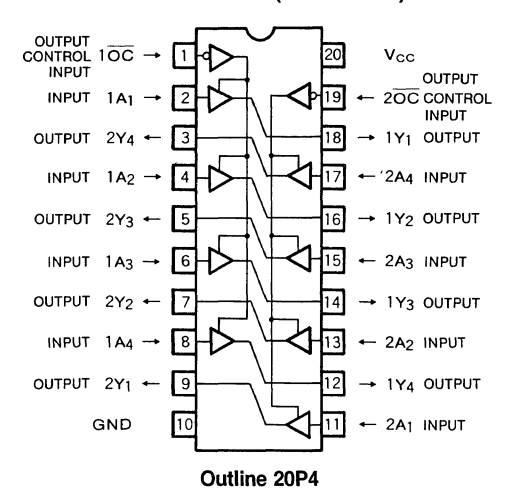 OUTPUT
CONTROL 1O̅C̅ → 1
INPUT
INPUT 1A1 → 2
OUTPUT 2Y4 ← 3
INPUT 1A2 → 4
OUTPUT 2Y3 ← 5
INPUT 1A3 → 6
OUTPUT 2Y2 ← 7
INPUT 1A4 → 8
OUTPUT 2Y1 ← 9
GND 10
20 VCC
OUTPUT
19 ← 2O̅C̅ CONTROL
INPUT
18 → 1Y1 OUTPUT
17 ← 2A4 INPUT
16 → 1Y2 OUTPUT
15 ← 2A3 INPUT
14 → 1Y3 OUTPUT
13 ← 2A2 INPUT
12 → 1Y4 OUTPUT
11 ← 2A1 INPUT
Outline 20P4